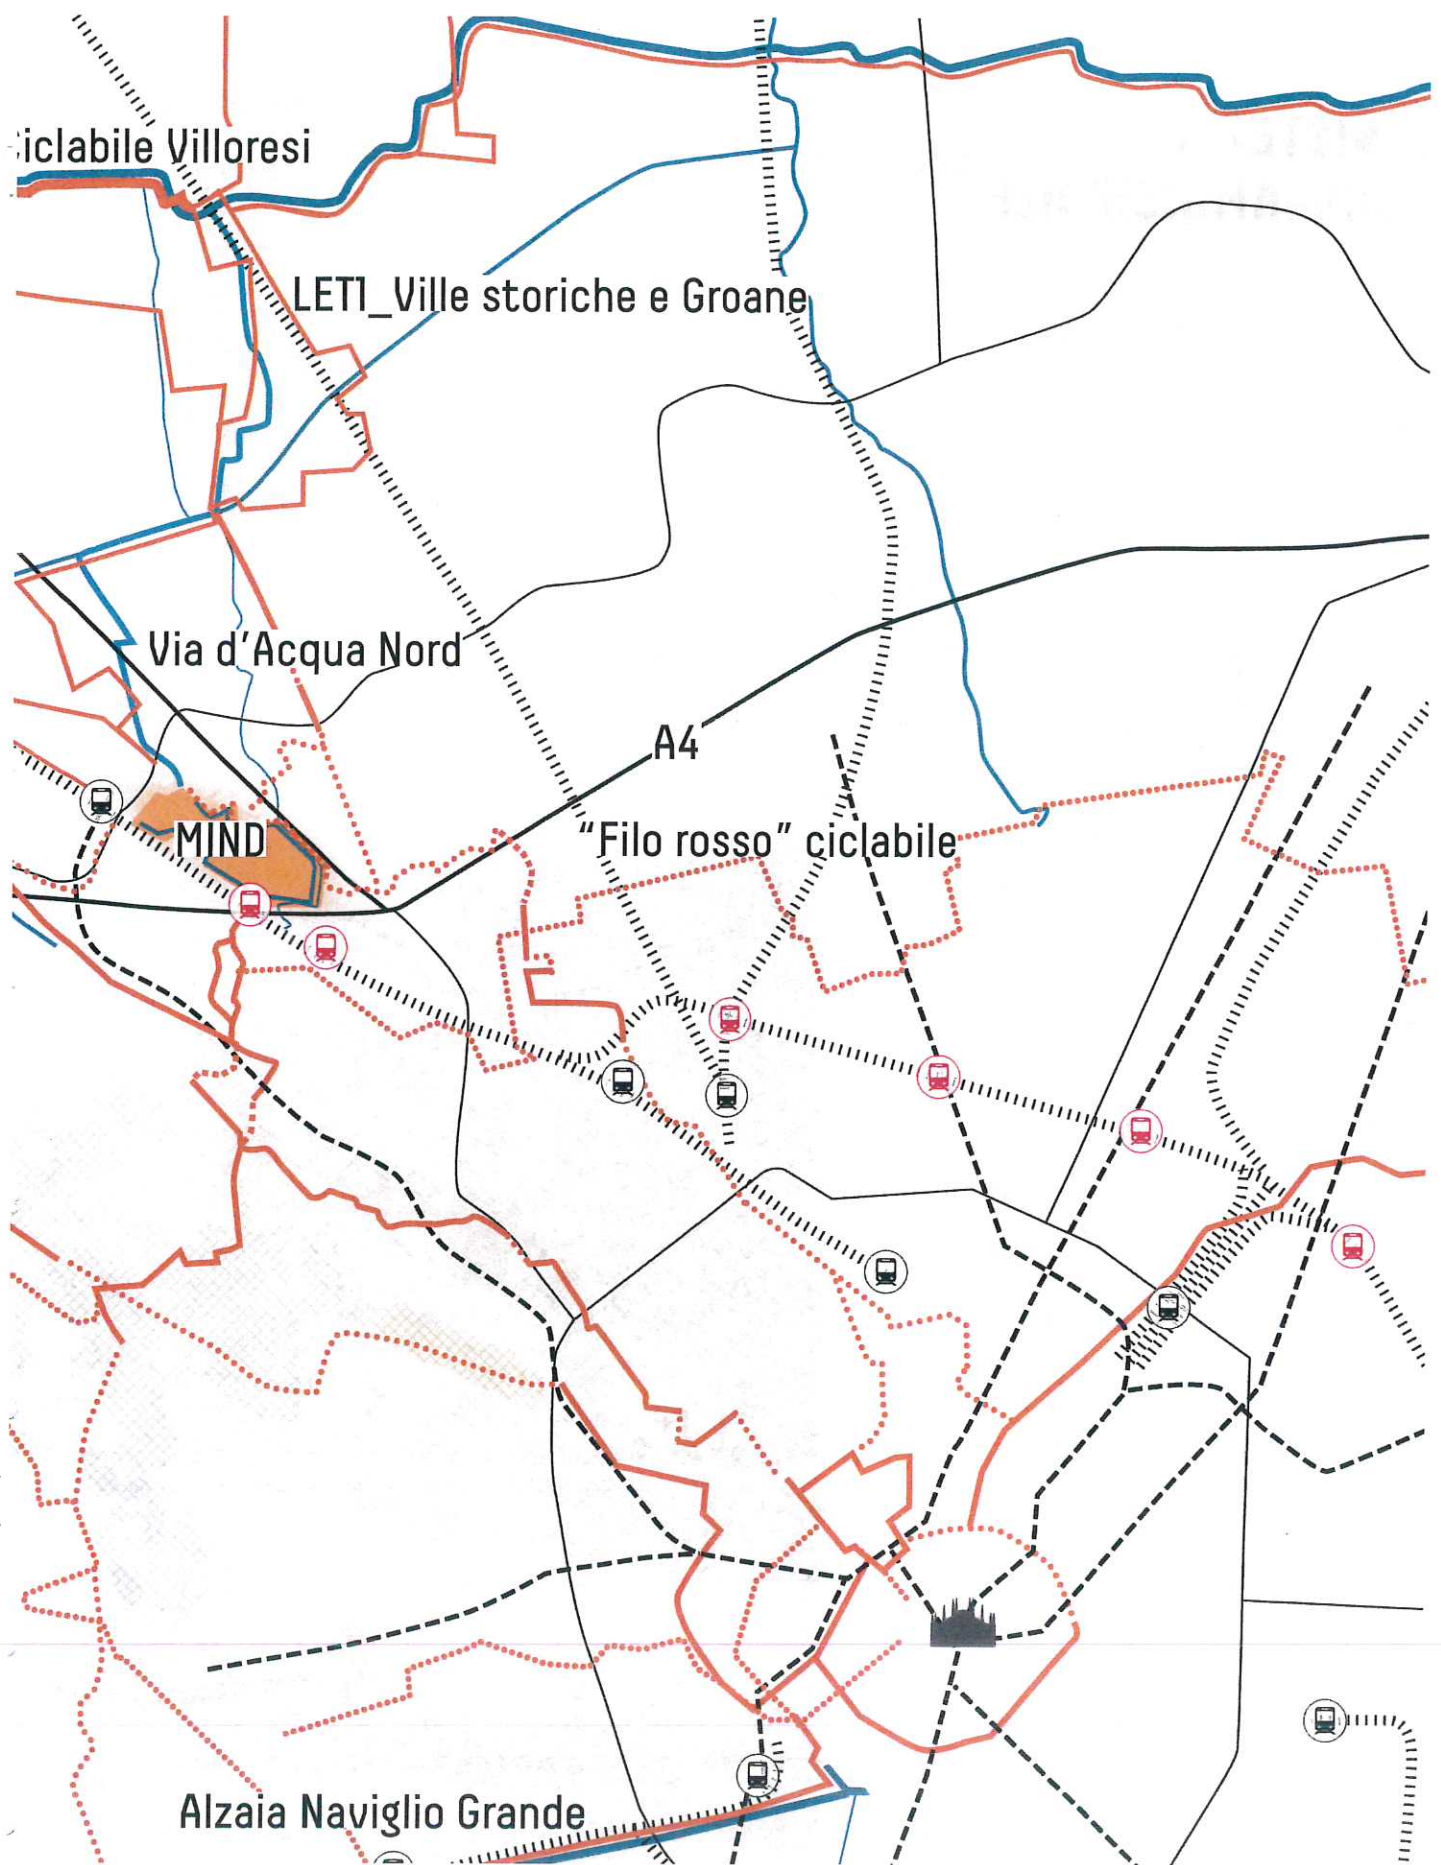 iclabile Villoresi
LET1_Ville storiche e Groane
Via d'Acqua Nord
A4
MIND
"Filo rosso" ciclabile
Alzaia Naviglio Grande